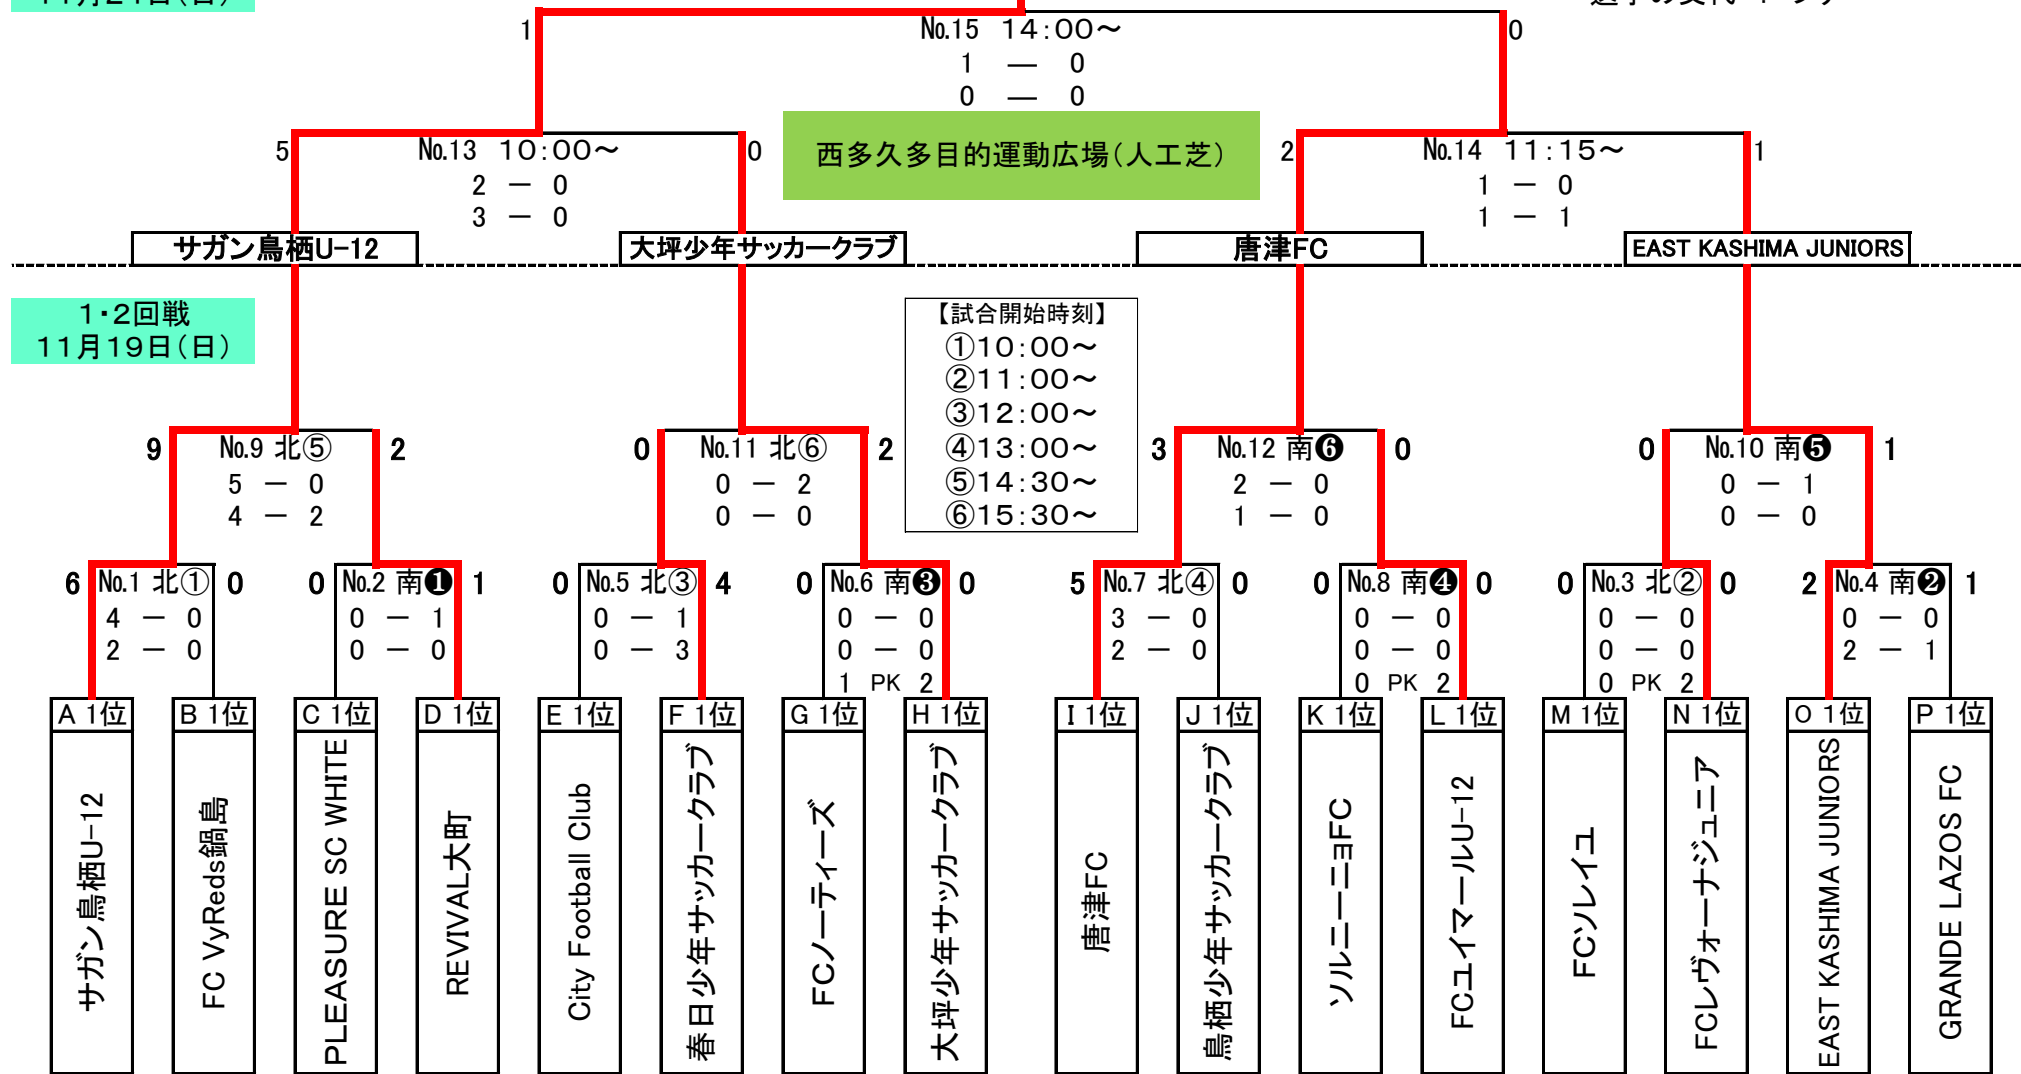 1 No.15 14:00～ 0
1 ― 0
0 ― 0
5 No.13 10:00～ 0
2 － 0
3 － 0
西多久多目的運動広場(人工芝)
2 No.14 11:15～ 1
1 － 0
1 － 1
サガン鳥栖U-12
大坪少年サッカークラブ
唐津FC
EAST KASHIMA JUNIORS
1・2回戦
11月19日(日)
【試合開始時刻】
①10:00～
②11:00～
③12:00～
④13:00～
⑤14:30～
⑥15:30～
9 No.9 北⑤ 2
5 － 0
4 － 2
0 No.11 北⑥ 2
0 － 2
0 － 0
3 No.12 南❻ 0
2 － 0
1 － 0
0 No.10 南❺ 1
0 － 1
0 － 0
6 No.1 北① 0
4 － 0
2 － 0
0 No.2 南❶ 1
0 － 1
0 － 0
0 No.5 北③ 4
0 － 1
0 － 3
0 No.6 南❸ 0
0 － 0
0 － 0
1 PK 2
5 No.7 北④ 0
3 － 0
2 － 0
0 No.8 南❹ 0
0 － 0
0 － 0
0 PK 2
0 No.3 北② 0
0 － 0
0 － 0
0 PK 2
2 No.4 南❷ 1
0 － 0
2 － 1
A 1位
サガン鳥栖U-12
B 1位
FC VyReds鍋島
C 1位
PLEASURE SC WHITE
D 1位
REVIVAL大町
E 1位
City Football Club
F 1位
春日少年サッカークラブ
G 1位
FCノーティーズ
H 1位
大坪少年サッカークラブ
I 1位
唐津FC
J 1位
鳥栖少年サッカークラブ
K 1位
ソルニーニョFC
L 1位
FCユイマールU-12
M 1位
FCソレイユ
N 1位
FCレヴォーナジュニア
O 1位
EAST KASHIMA JUNIORS
P 1位
GRANDE LAZOS FC